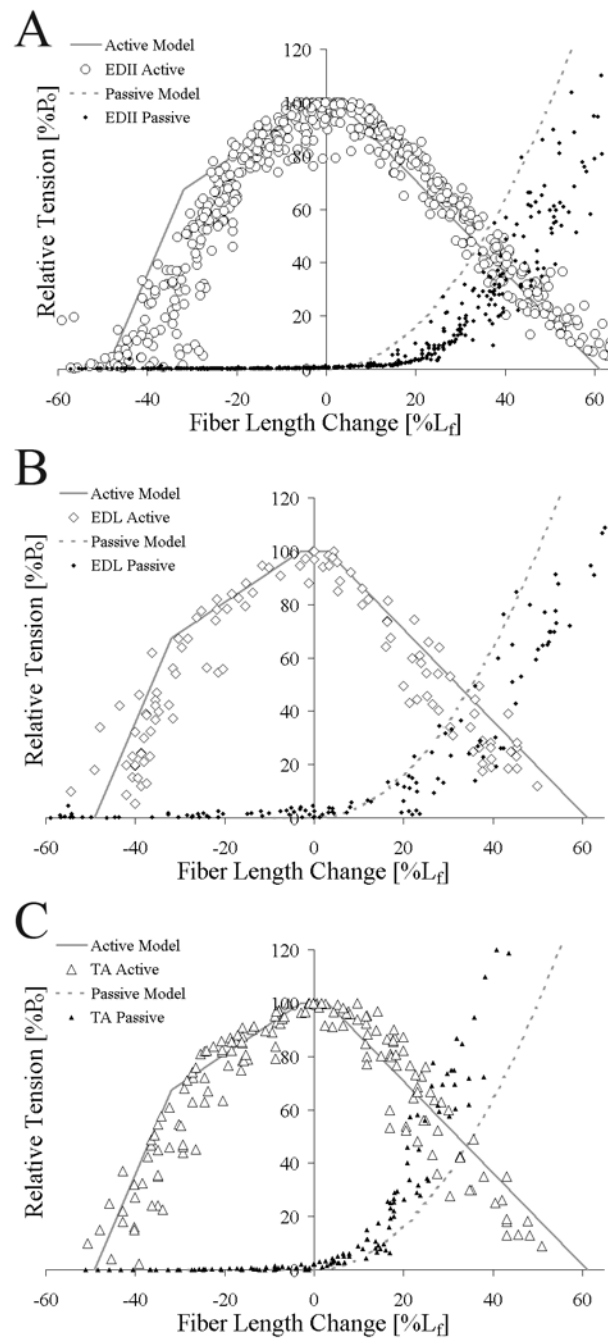 A
Active Model
EDII Active
Passive Model
EDII Passive
120
100
80
60
40
20
0
-60 -40 -20 0 20 40 60
Relative Tension [%Po]
Fiber Length Change [%Lf]
B
Active Model
EDL Active
Passive Model
EDL Passive
120
100
80
60
40
20
0
-60 -40 -20 0 20 40 60
Relative Tension [%Po]
Fiber Length Change [%Lf]
C
Active Model
TA Active
Passive Model
TA Passive
120
100
80
60
40
20
0
-60 -40 -20 0 20 40 60
Relative Tension [%Po]
Fiber Length Change [%Lf]